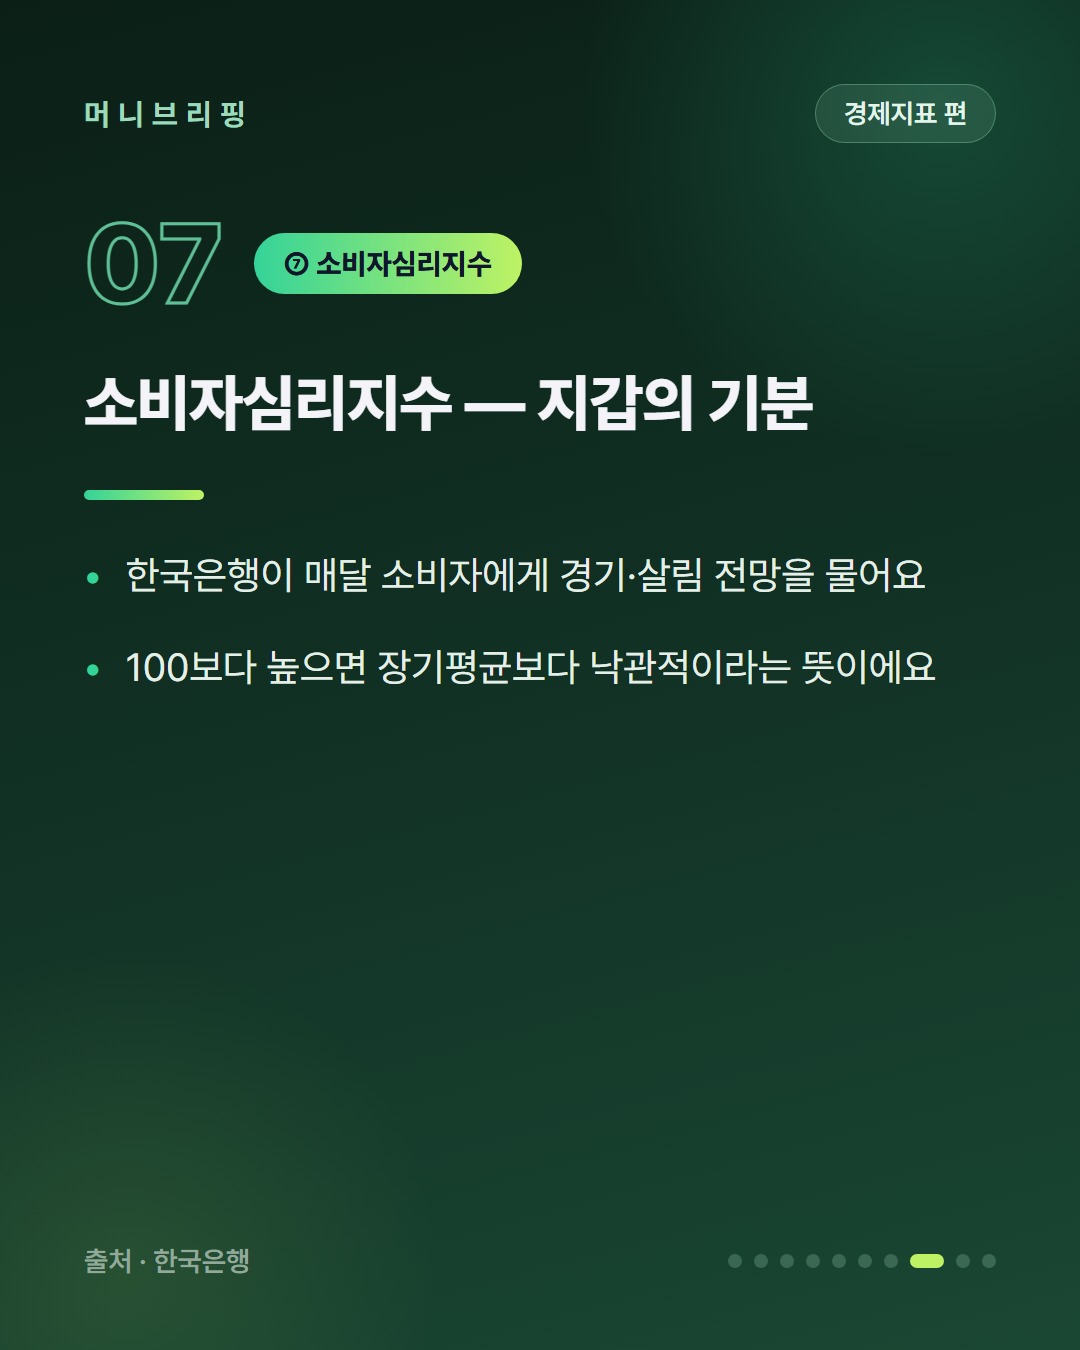 머니브리핑
경제지표 편
07
❼ 소비자심리지수
소비자심리지수 — 지갑의 기분
• 한국은행이 매달 소비자에게 경기·살림 전망을 물어요
• 100보다 높으면 장기평균보다 낙관적이라는 뜻이에요
출처 · 한국은행